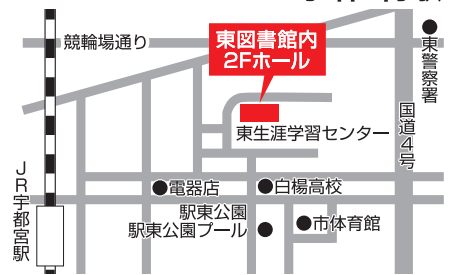 競輪場通り
東図書館内
2Fホール
東警察署
国道4号
東生涯学習センター
電器店
白楊高校
駅東公園
駅東公園プール
市体育館
JR宇都宮駅